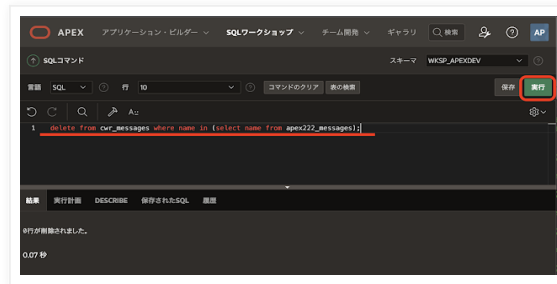 APEX アプリケーション・ビルダー SQLワークショップ チーム開発 ギャラリ 検索 AP
SQLコマンド スキーマ WKSP_APEXDEV
言語 SQL 行 10 コマンドのクリア 表の検索 保存 実行
A
1 delete from cwr_messages where name in (select name from apex222_messages);
結果 実行計画 DESCRIBE 保存されたSQL 履歴
0行が削除されました。
0.07 秒